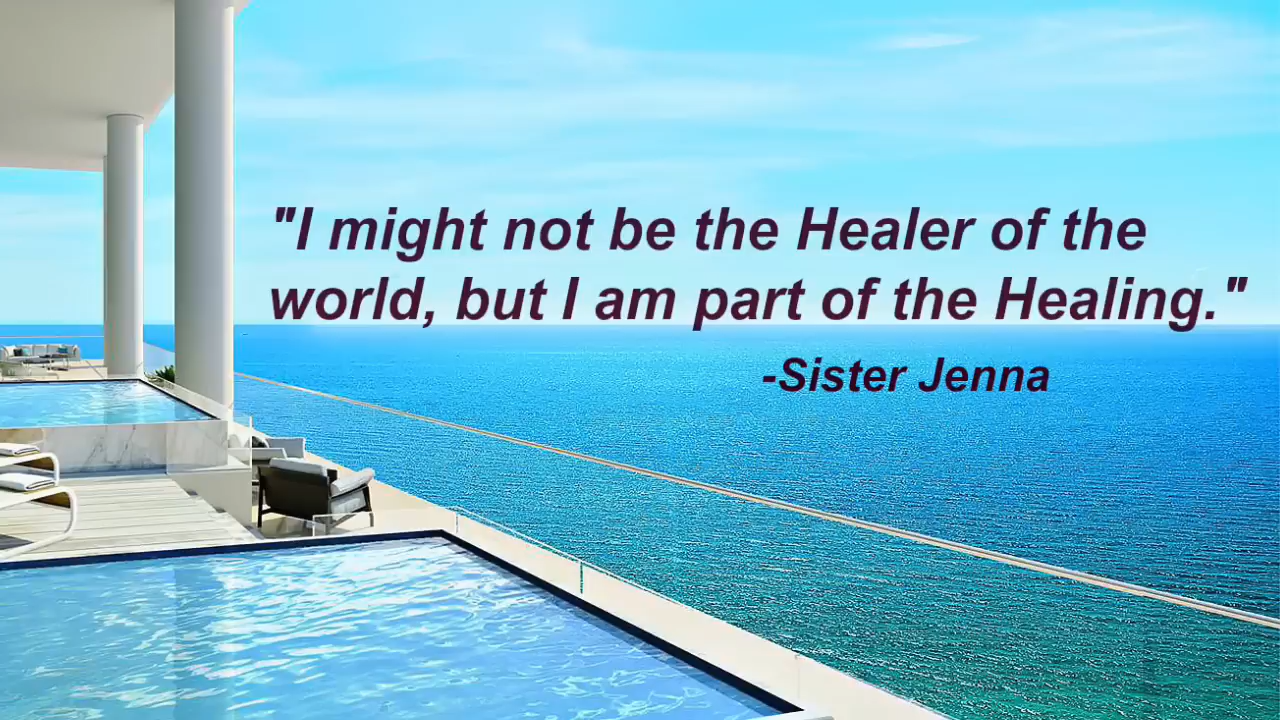 "I might not be the Healer of the
world, but I am part of the Healing."
-Sister Jenna